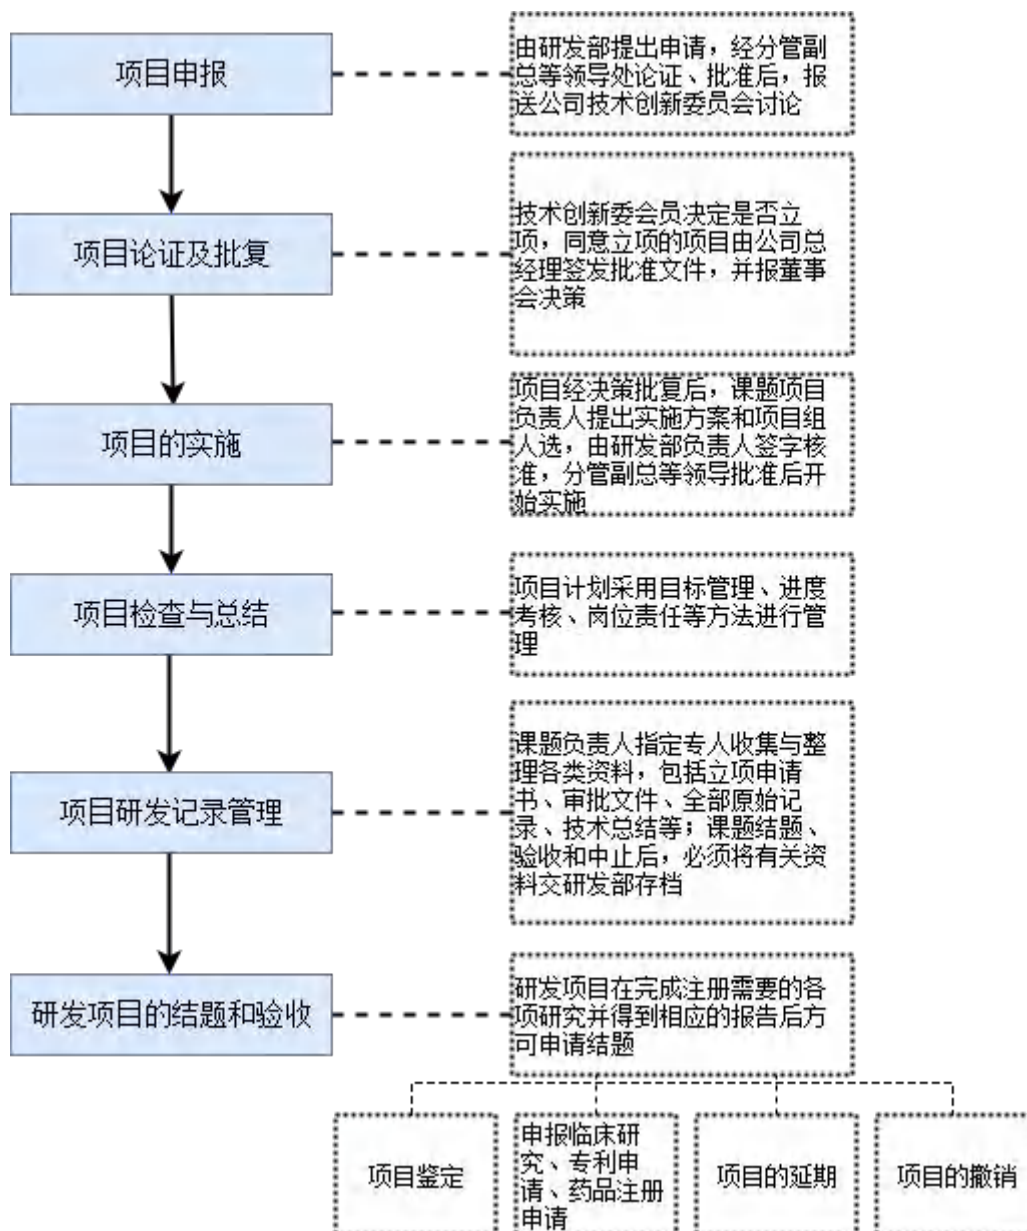 项目申报
由研发部提出申请，经分管副
总等领导处论证、批准后，报
送公司技术创新委员会讨论
项目论证及批复
技术创新委会员决定是否立
项，同意立项的项目由公司总
经理签发批准文件，并报董事
会决策
项目的实施
项目经决策批复后，课题项目
负责人提出实施方案和项目组
人选，由研发部负责人签字核
准，分管副总等领导批准后开
始实施
项目检查与总结
项目计划采用目标管理、进度
考核、岗位责任等方法进行管
理
项目研发记录管理
课题负责人指定专人收集与整
理各类资料，包括立项申请
书、审批文件、全部原始记
录、技术总结等；课题结题、
验收和中止后，必须将有关资
料交研发部存档
研发项目的结题和验收
研发项目在完成注册需要的各
项研究并得到相应的报告后方
可申请结题
项目鉴定
申报临床研
究、专利申
请、药品注册
申请
项目的延期
项目的撤销